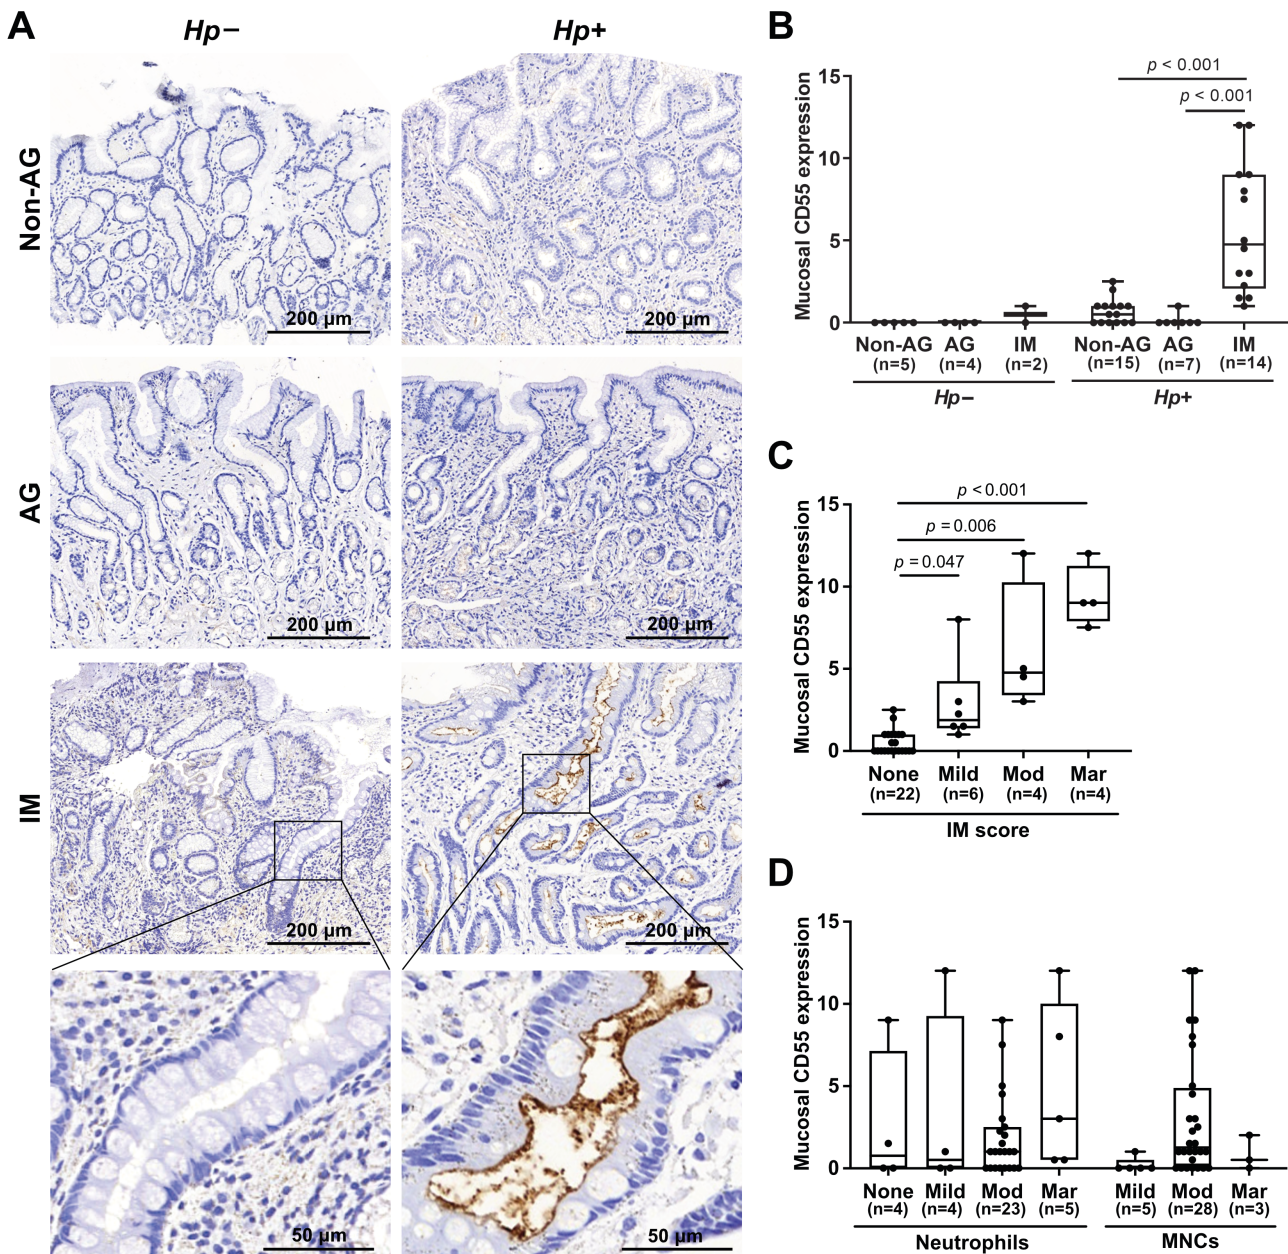 A
Hp−
Hp+
Non-AG
200 µm
200 µm
AG
200 µm
200 µm
IM
200 µm
200 µm
50 µm
50 µm
B
Mucosal CD55 expression
15
10
5
0
p < 0.001
p < 0.001
Non-AG
AG
IM
Non-AG
AG
IM
(n=5)
(n=4)
(n=2)
(n=15)
(n=7)
(n=14)
Hp−
Hp+
C
Mucosal CD55 expression
15
10
5
0
p < 0.001
p = 0.006
p = 0.047
None
Mild
Mod
Mar
(n=22)
(n=6)
(n=4)
(n=4)
IM score
D
Mucosal CD55 expression
15
10
5
0
None
Mild
Mod
Mar
Mild
Mod
Mar
(n=4)
(n=4)
(n=23)
(n=5)
(n=5)
(n=28)
(n=3)
Neutrophils
MNCs